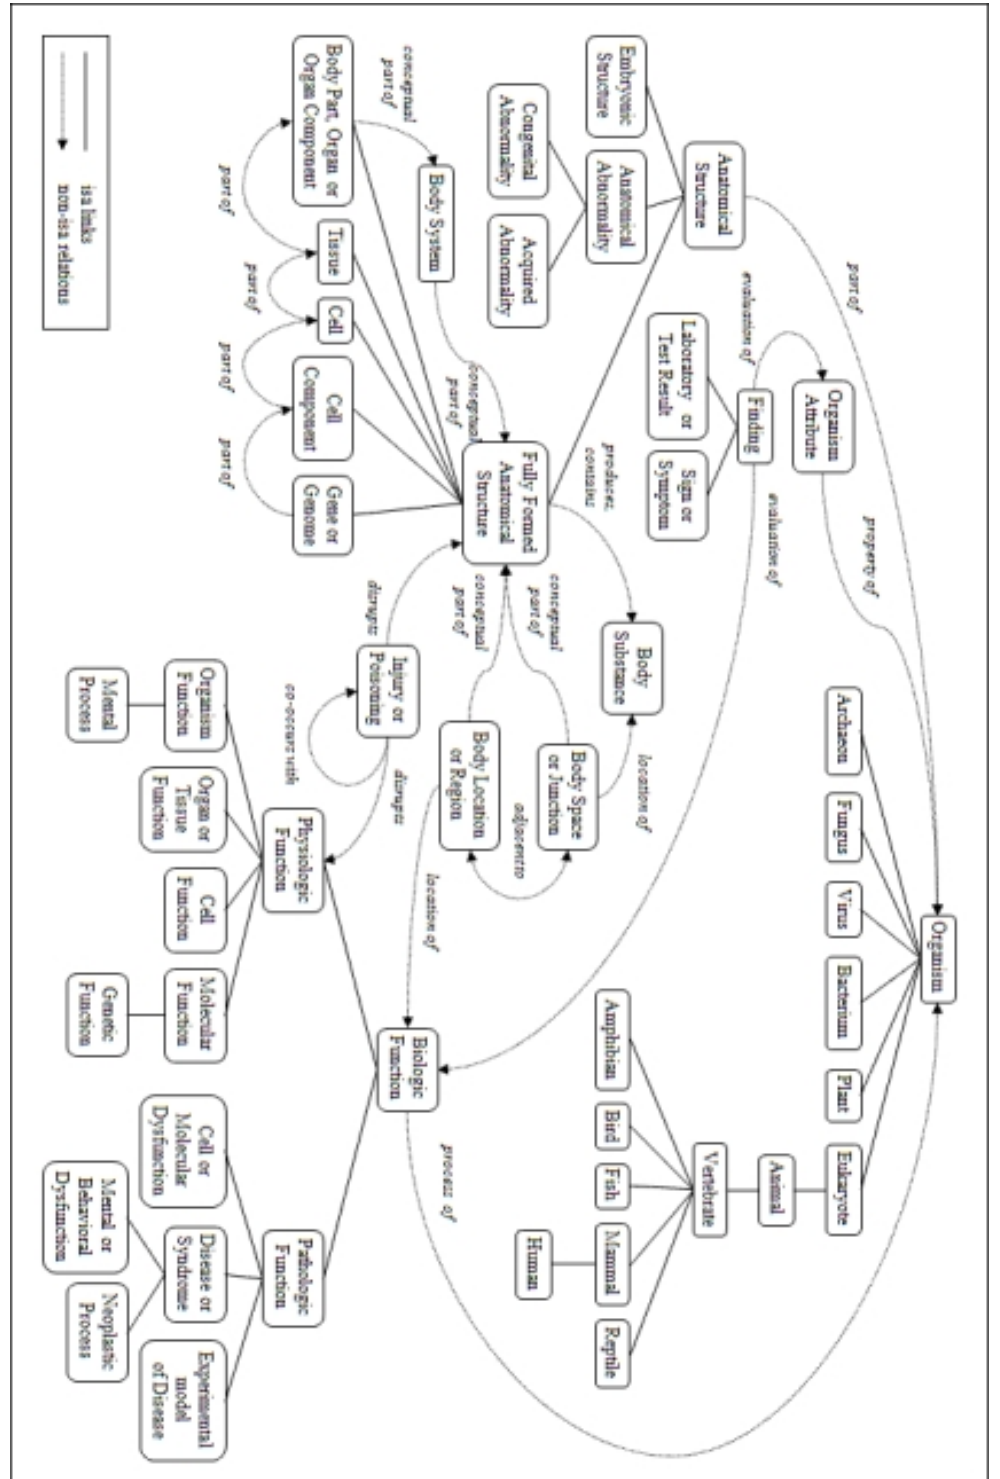 Organism
Archaeon
Fungus
Virus
Bacterium
Plant
Eukaryote
Animal
Vertebrate
Amphibian
Bird
Fish
Mammal
Reptile
Human
part of
property of
process of
Organism
Attribute
evaluation of
evaluation of
Finding
Laboratory or
Test Result
Sign or
Symptom
Anatomical
Structure
Embryonic
Structure
Anatomical
Abnormality
Congenital
Abnormality
Acquired
Abnormality
produces,
contains
Body
Substance
location of
Body Space
or Junction
adjacent to
conceptual
part of
Fully Formed
Anatomical
Structure
conceptual
part of
conceptual
part of
Body Location
or Region
location of
Body System
conceptual
part of
Body Part, Organ or
Organ Component
Tissue
Cell
Cell
Component
Gene or
Genome
part of
part of
part of
part of
disrupts
Injury or
Poisoning
disrupts
co-occurs with
Biologic
Function
Physiologic
Function
Pathologic
Function
Organism
Function
Organ or
Tissue
Function
Cell
Function
Molecular
Function
Mental
Process
Genetic
Function
Cell or
Molecular
Dysfunction
Disease or
Syndrome
Experimental
model
of Disease
Mental or
Behavioral
Dysfunction
Neoplastic
Process
isa links
non-isa relations